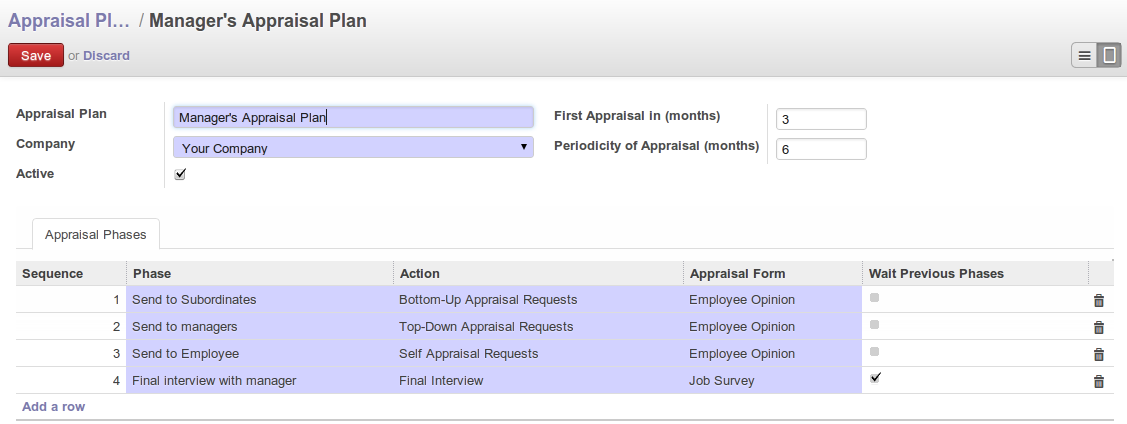 Appraisal Pl... / Manager's Appraisal Plan
Save or Discard
Appraisal Plan Manager's Appraisal Plan First Appraisal in (months) 3
Company Your Company Periodicity of Appraisal (months) 6
Active
Appraisal Phases
Sequence Phase Action Appraisal Form Wait Previous Phases
1 Send to Subordinates Bottom-Up Appraisal Requests Employee Opinion
2 Send to managers Top-Down Appraisal Requests Employee Opinion
3 Send to Employee Self Appraisal Requests Employee Opinion
4 Final interview with manager Final Interview Job Survey
Add a row